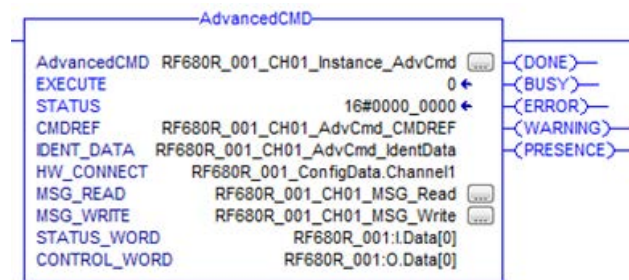 AdvancedCMD
AdvancedCMD RF680R_001_CH01_Instance_AdvCmd ... (DONE)
EXECUTE 0 (BUSY)
STATUS 16#0000_0000 (ERROR)
CMDREF RF680R_001_CH01_AdvCmd_CMDREF (WARNING)
IDENT_DATA RF680R_001_CH01_AdvCmd_IdentData (PRESENCE)
HW_CONNECT RF680R_001_ConfigData.Channel1
MSG_READ RF680R_001_CH01_MSG_Read ...
MSG_WRITE RF680R_001_CH01_MSG_Write ...
STATUS_WORD RF680R_001:I.Data[0]
CONTROL_WORD RF680R_001:O.Data[0]